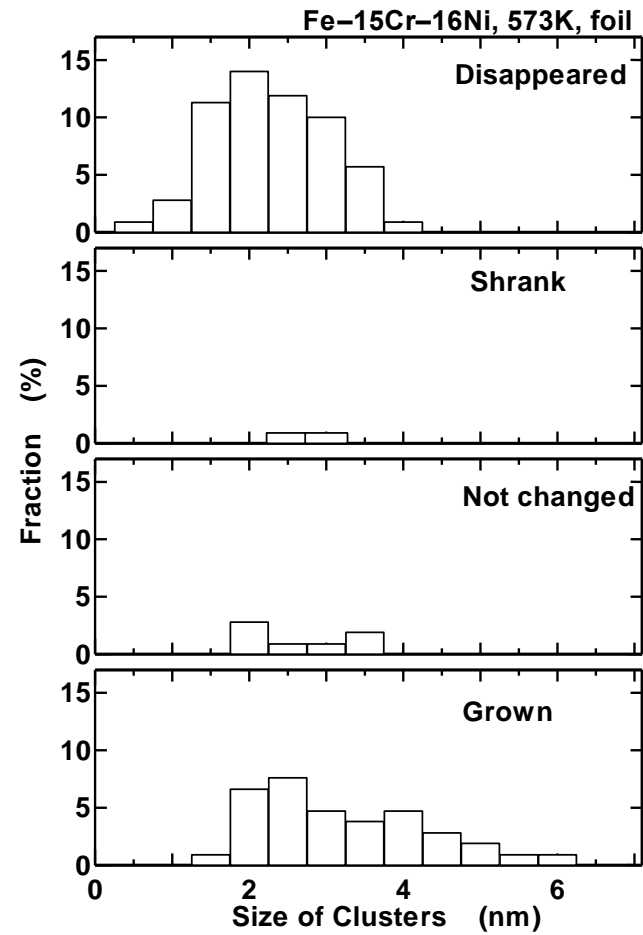 Fe–15Cr–16Ni, 573K, foil
15
Disappeared
10
5
0
15
Shrank
10
5
0
15
Not changed
10
5
0
15
Grown
10
5
0
0 2 4 6
Size of Clusters (nm)
Fraction (%)